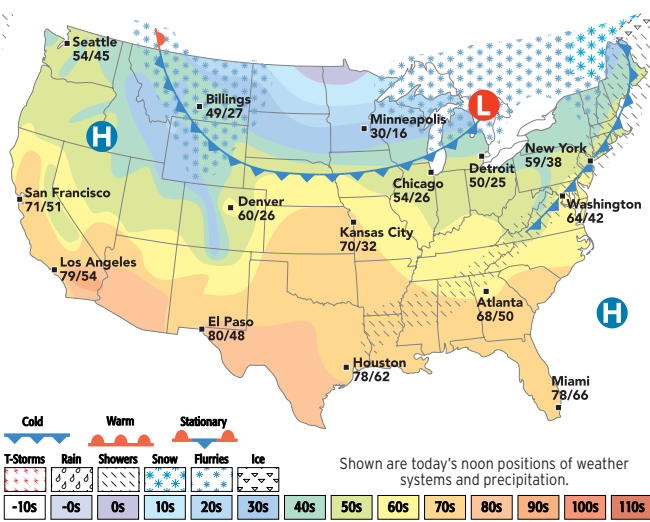 Seattle
54/45
Billings
49/27
L
Minneapolis
30/16
H
New York
59/38
Detroit
50/25
Chicago
54/26
San Francisco
71/51
Denver
60/26
Washington
64/42
Kansas City
70/32
Los Angeles
79/54
Atlanta
68/50
H
El Paso
80/48
Houston
78/62
Miami
78/66
Cold Warm Stationary
T-Storms Rain Showers Snow Flurries Ice
Shown are today's noon positions of weather
systems and precipitation.
-10s -0s 0s 10s 20s 30s 40s 50s 60s 70s 80s 90s 100s 110s